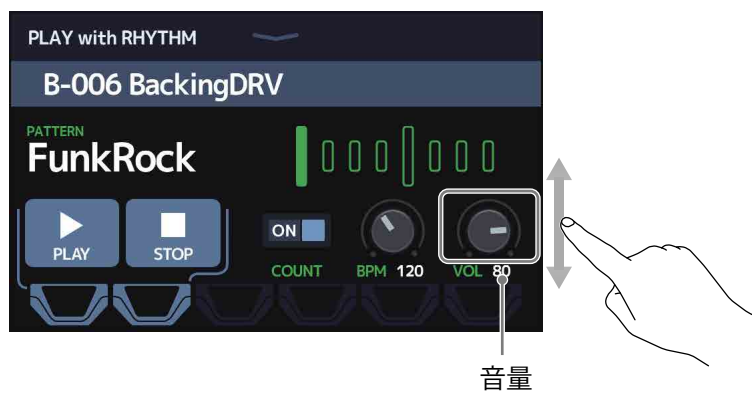 PLAY with RHYTHM
B-006 BackingDRV
PATTERN
FunkRock
PLAY STOP ON
COUNT BPM 120 VOL 80
音量